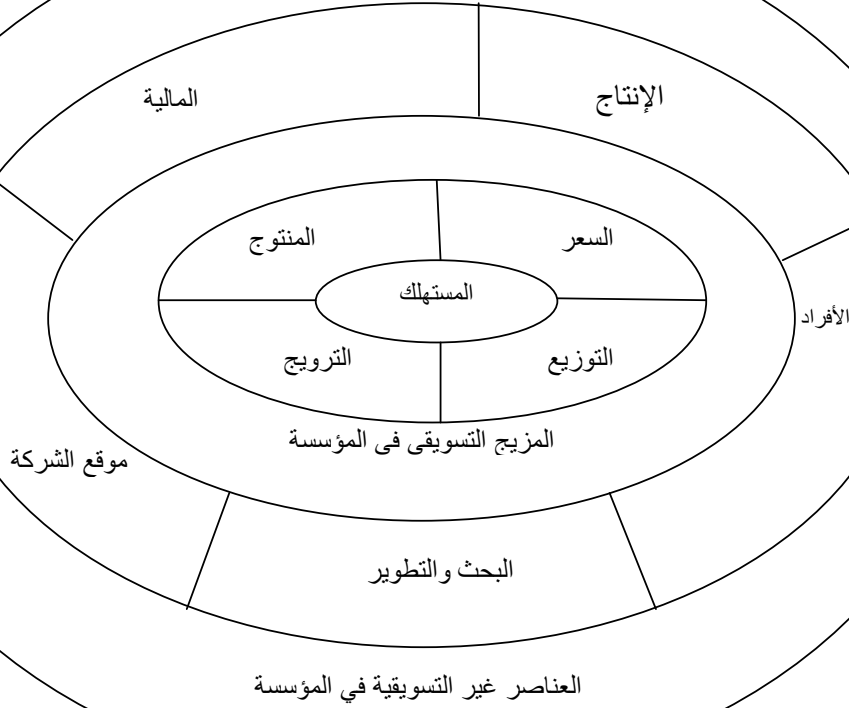 الإنتاج
المالية
السعر
المنتوج
المستهلك
الأفراد
التوزيع
الترويج
المزيج التسويقى فى المؤسسة
موقع الشركة
البحث والتطوير
العناصر غير التسويقية في المؤسسة